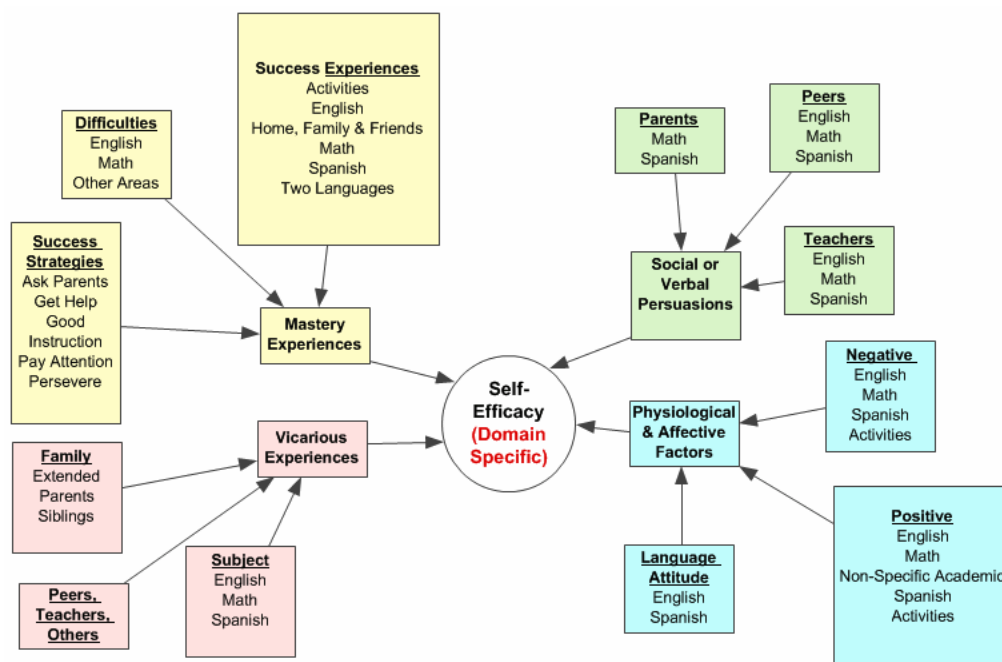 Success Experiences
Activities
English
Home, Family & Friends
Math
Spanish
Two Languages
Difficulties
English
Math
Other Areas
Success
Strategies
Ask Parents
Get Help
Good
Instruction
Pay Attention
Persevere
Mastery
Experiences
Parents
Math
Spanish
Peers
English
Math
Spanish
Teachers
English
Math
Spanish
Social or
Verbal
Persuasions
Self-
Efficacy
(Domain
Specific)
Vicarious
Experiences
Family
Extended
Parents
Siblings
Peers,
Teachers,
Others
Subject
English
Math
Spanish
Physiological
& Affective
Factors
Negative
English
Math
Spanish
Activities
Language
Attitude
English
Spanish
Positive
English
Math
Non-Specific Academic
Spanish
Activities